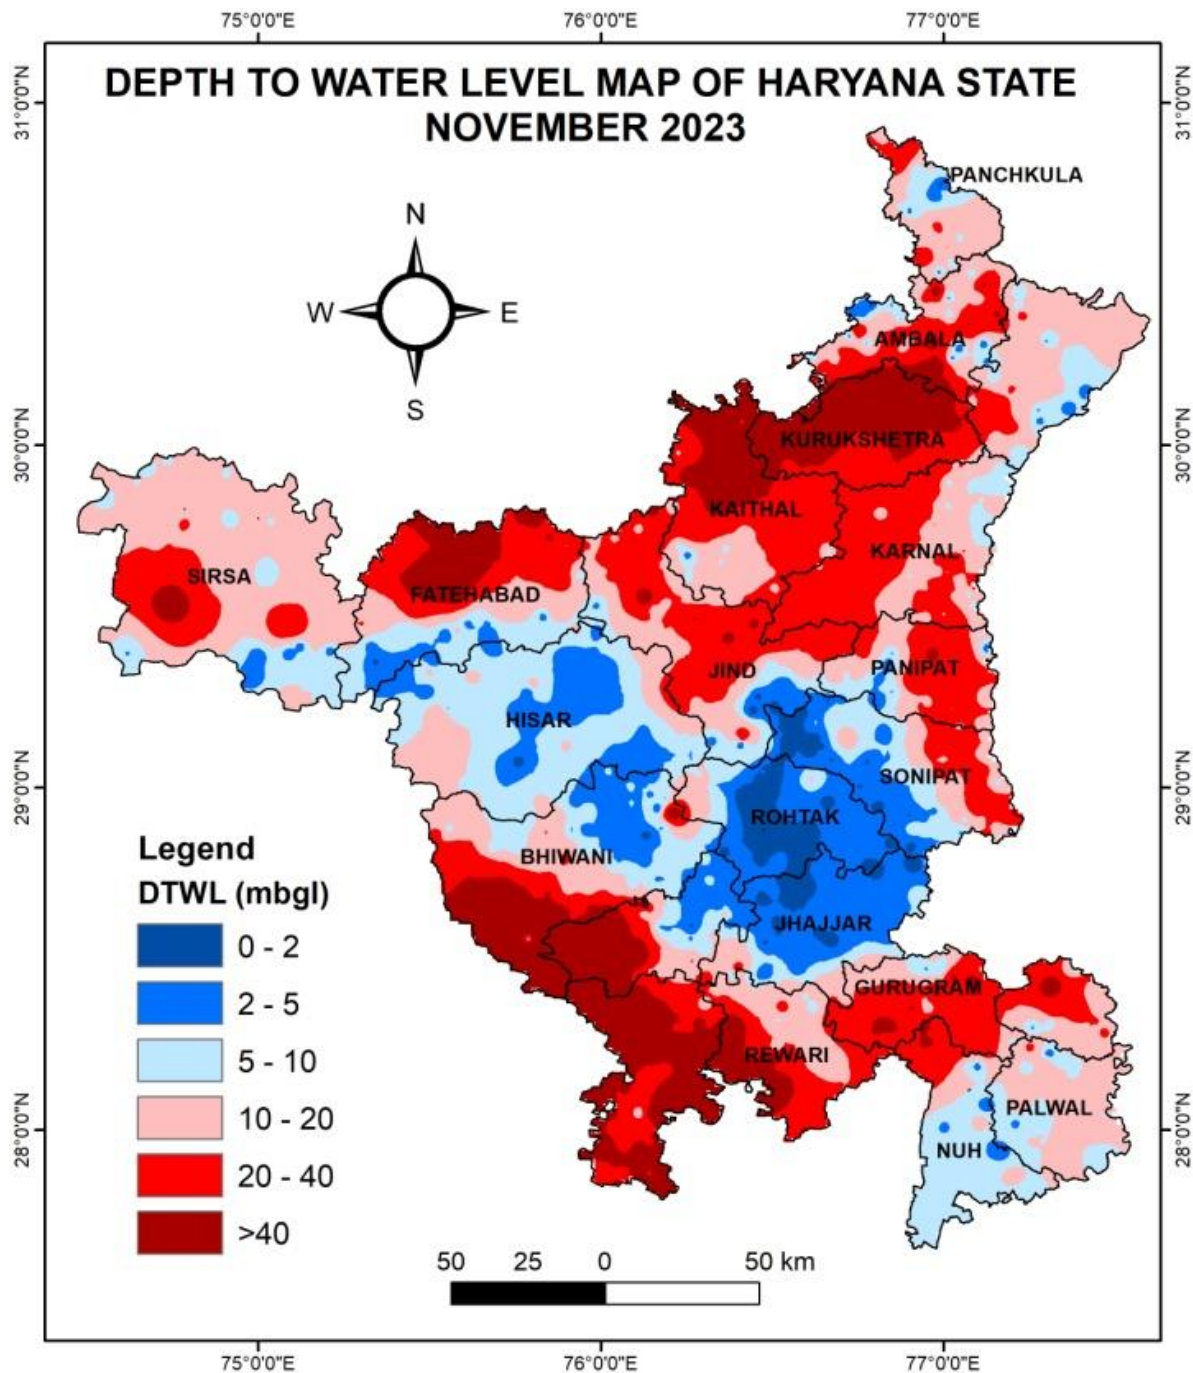 75°0'0"E 76°0'0"E 77°0'0"E
DEPTH TO WATER LEVEL MAP OF HARYANA STATE
NOVEMBER 2023
31°0'0"N 31°0'0"N
PANCHKULA
N
W E
S
AMBALA
KURUKSHETRA
30°0'0"N 30°0'0"N
KAITHAL
KARNAL
SIRSA
FATEHABAD
JIND PANIPAT
HISAR
SONIPAT
29°0'0"N 29°0'0"N
ROHTAK
BHIWANI
JHAJJAR
GURUGRAM
REWARI
PALWAL
28°0'0"N 28°0'0"N
NUH
Legend
DTWL (mbgl)
0 - 2
2 - 5
5 - 10
10 - 20
20 - 40
>40
50 25 0 50 km
75°0'0"E 76°0'0"E 77°0'0"E